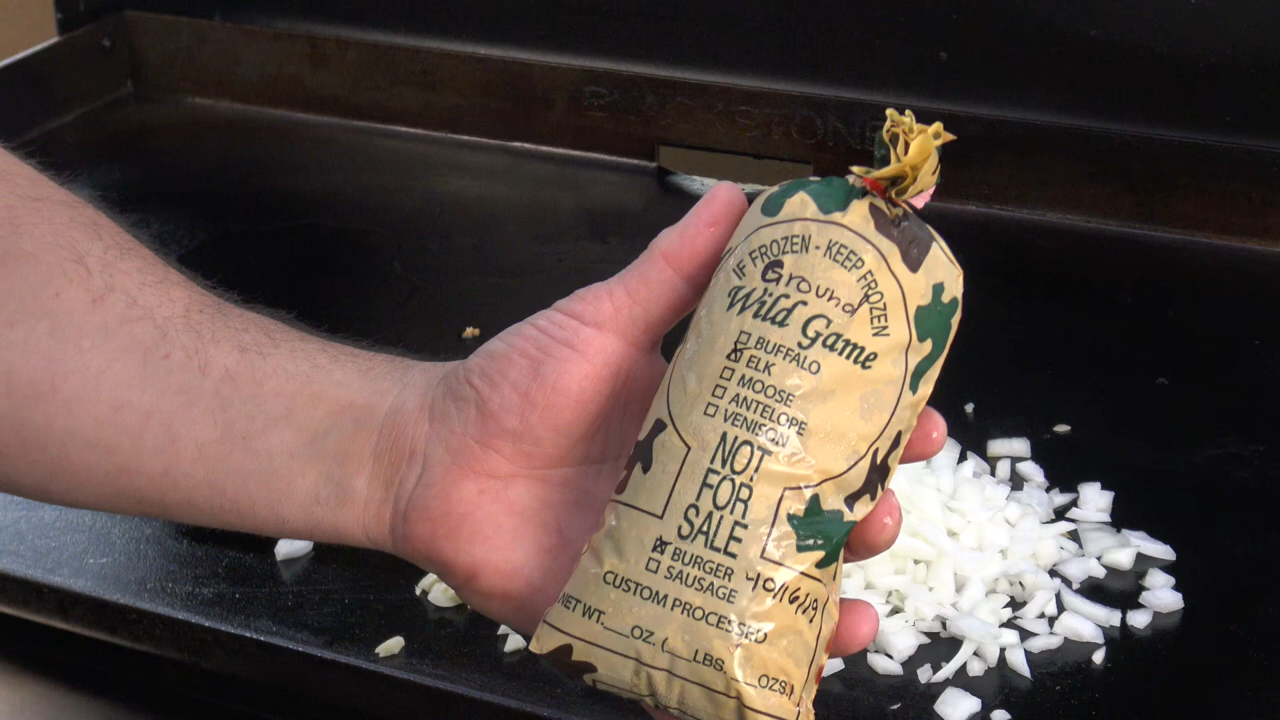 BLACKSTONE
IF FROZEN - KEEP FROZEN
Ground
Wild Game
BUFFALO
ELK
MOOSE
ANTELOPE
VENISON
NOT
FOR
SALE
BURGER 10/16/19
SAUSAGE
CUSTOM PROCESSED
NET WT.___OZ. (___LBS.___OZS.)